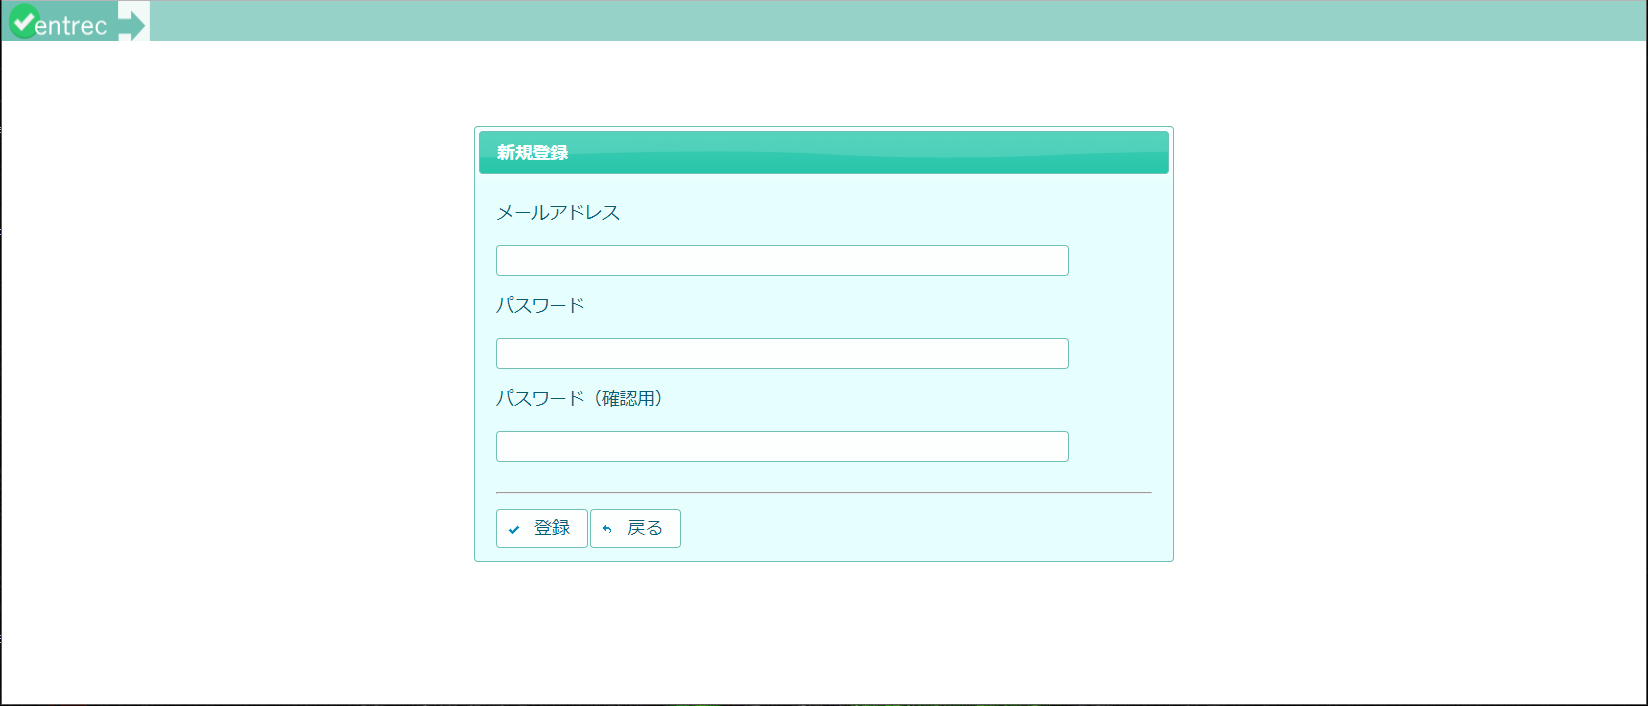 entrec
新規登録
メールアドレス
パスワード
パスワード（確認用）
登録 戻る